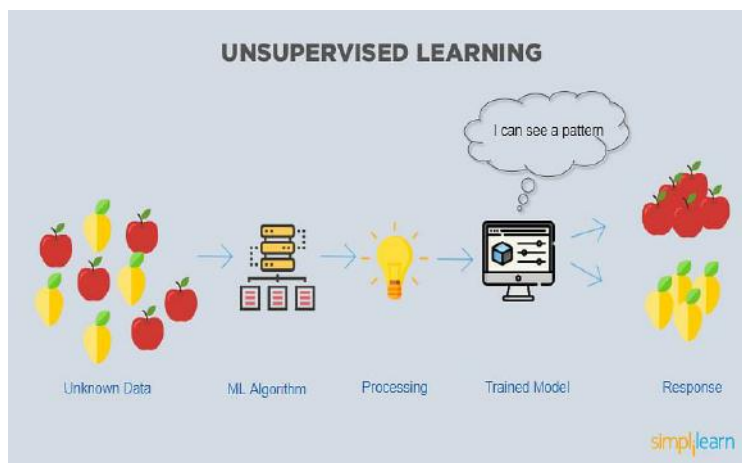 UNSUPERVISED LEARNING
I can see a pattern
Unknown Data
ML Algorithm
Processing
Trained Model
Response
simplilearn